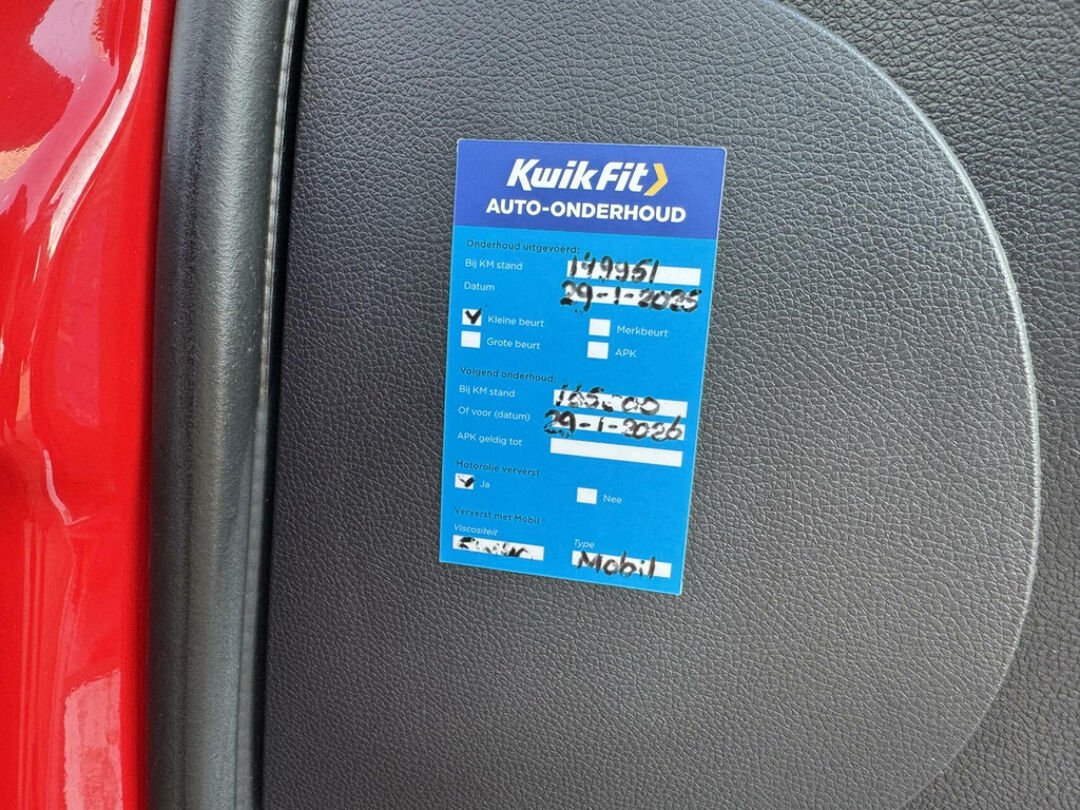 KwikFit
AUTO-ONDERHOUD
Onderhoud uitgevoerd:
Bij KM stand 149951
Datum 29-1-2025
Kleine beurt Merkbeurt
Grote beurt APK
Volgend onderhoud:
Bij KM stand 165000
Of voor (datum) 29-1-2026
APK geldig tot
Motorolie ververst
Ja Nee
Ververst met Mobil®
Viscositeit Type
Mobil